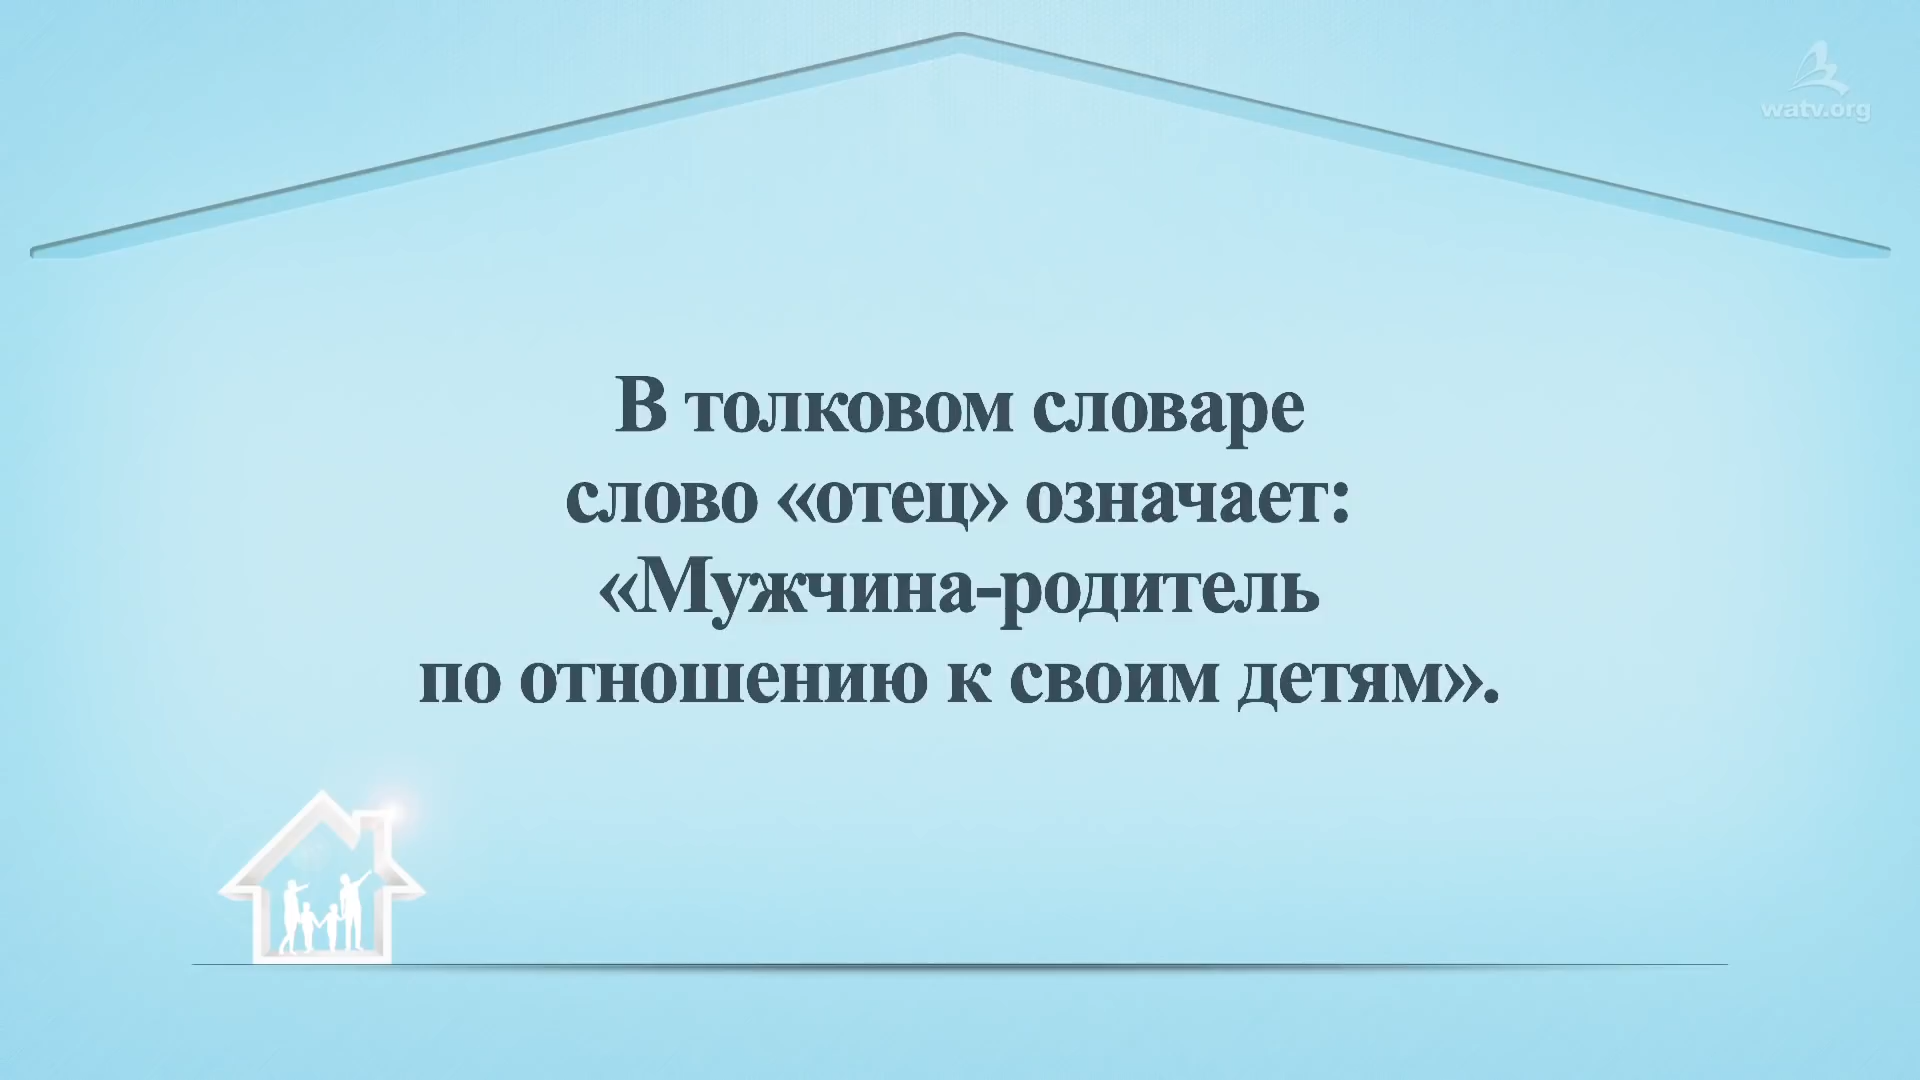 watv.org
В толковом словаре
слово «отец» означает:
«Мужчина-родитель
по отношению к своим детям».